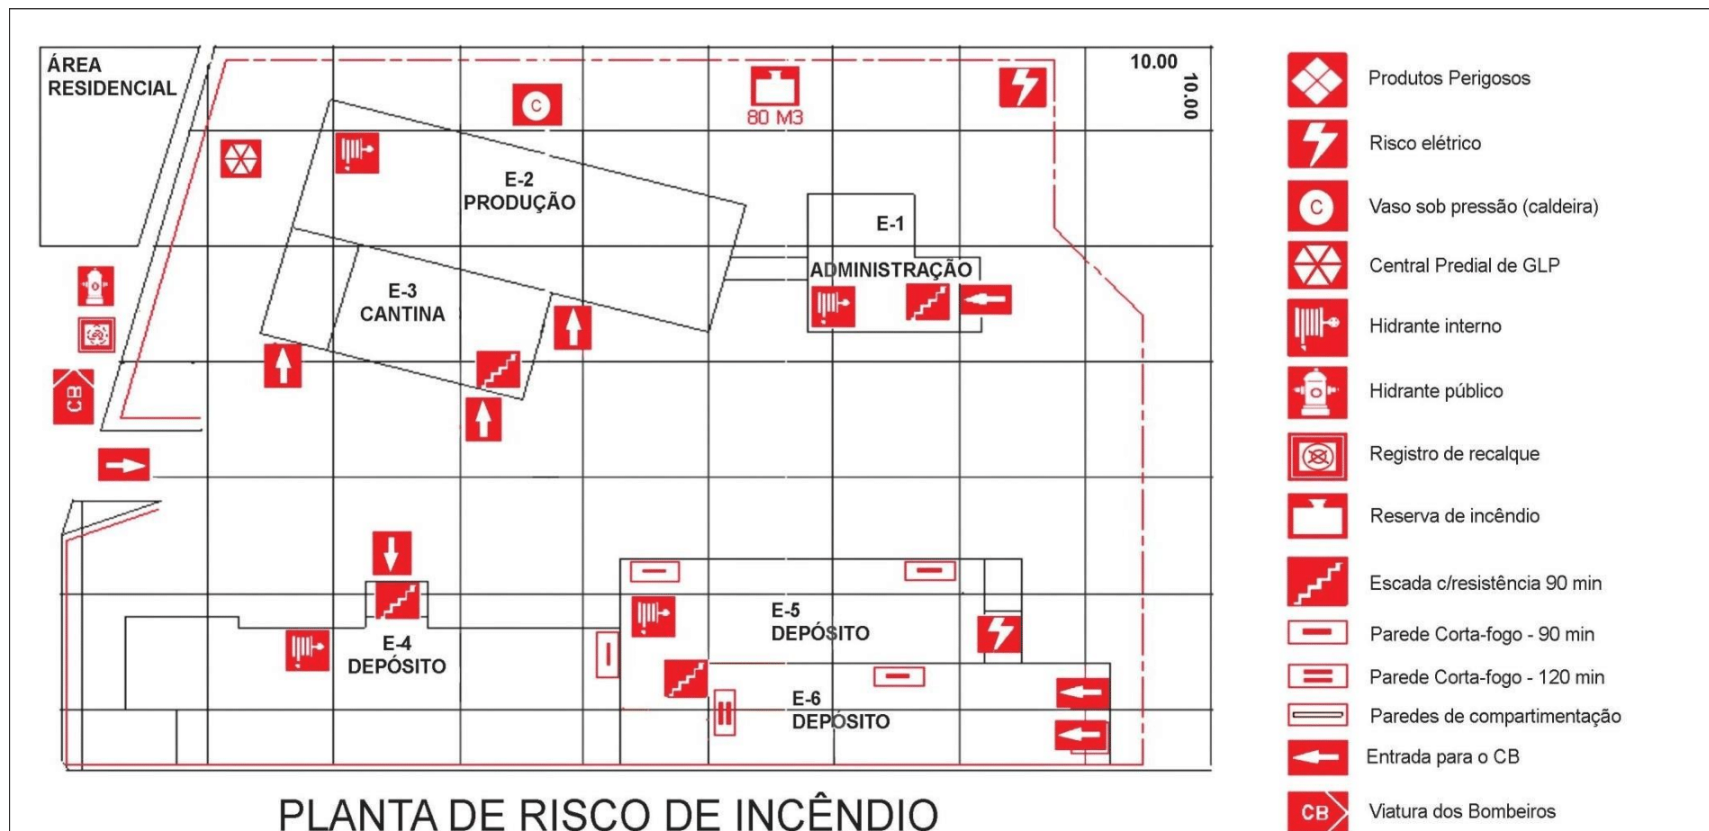 ÁREA
RESIDENCIAL
C
80 M3
10.00
10.00
E-2
PRODUÇÃO
E-1
ADMINISTRAÇÃO
E-3
CANTINA
CB
E-4
DEPÓSITO
E-5
DEPÓSITO
E-6
DEPÓSITO
PLANTA DE RISCO DE INCÊNDIO
Produtos Perigosos
Risco elétrico
C
Vaso sob pressão (caldeira)
Central Predial de GLP
Hidrante interno
Hidrante público
Registro de recalque
Reserva de incêndio
Escada c/resistência 90 min
Parede Corta-fogo - 90 min
Parede Corta-fogo - 120 min
Paredes de compartimentação
Entrada para o CB
CB
Viatura dos Bombeiros